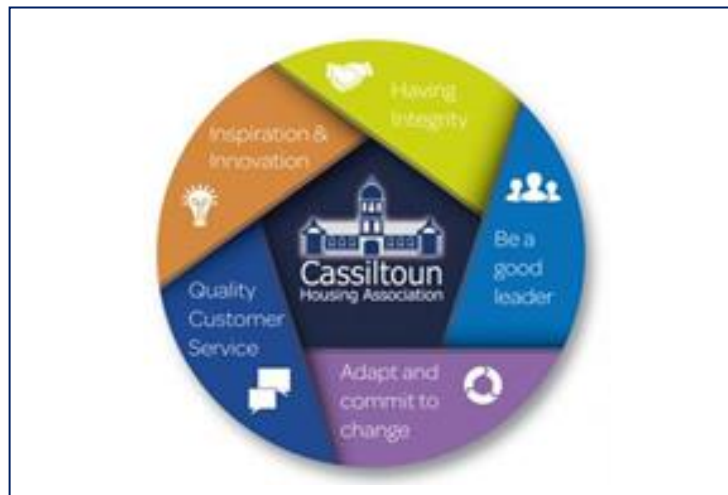 Having
Integrity
Inspiration &
Innovation
Be a
good
leader
Cassiltoun
Housing Association
Quality
Customer
Service
Adapt and
commit to
change